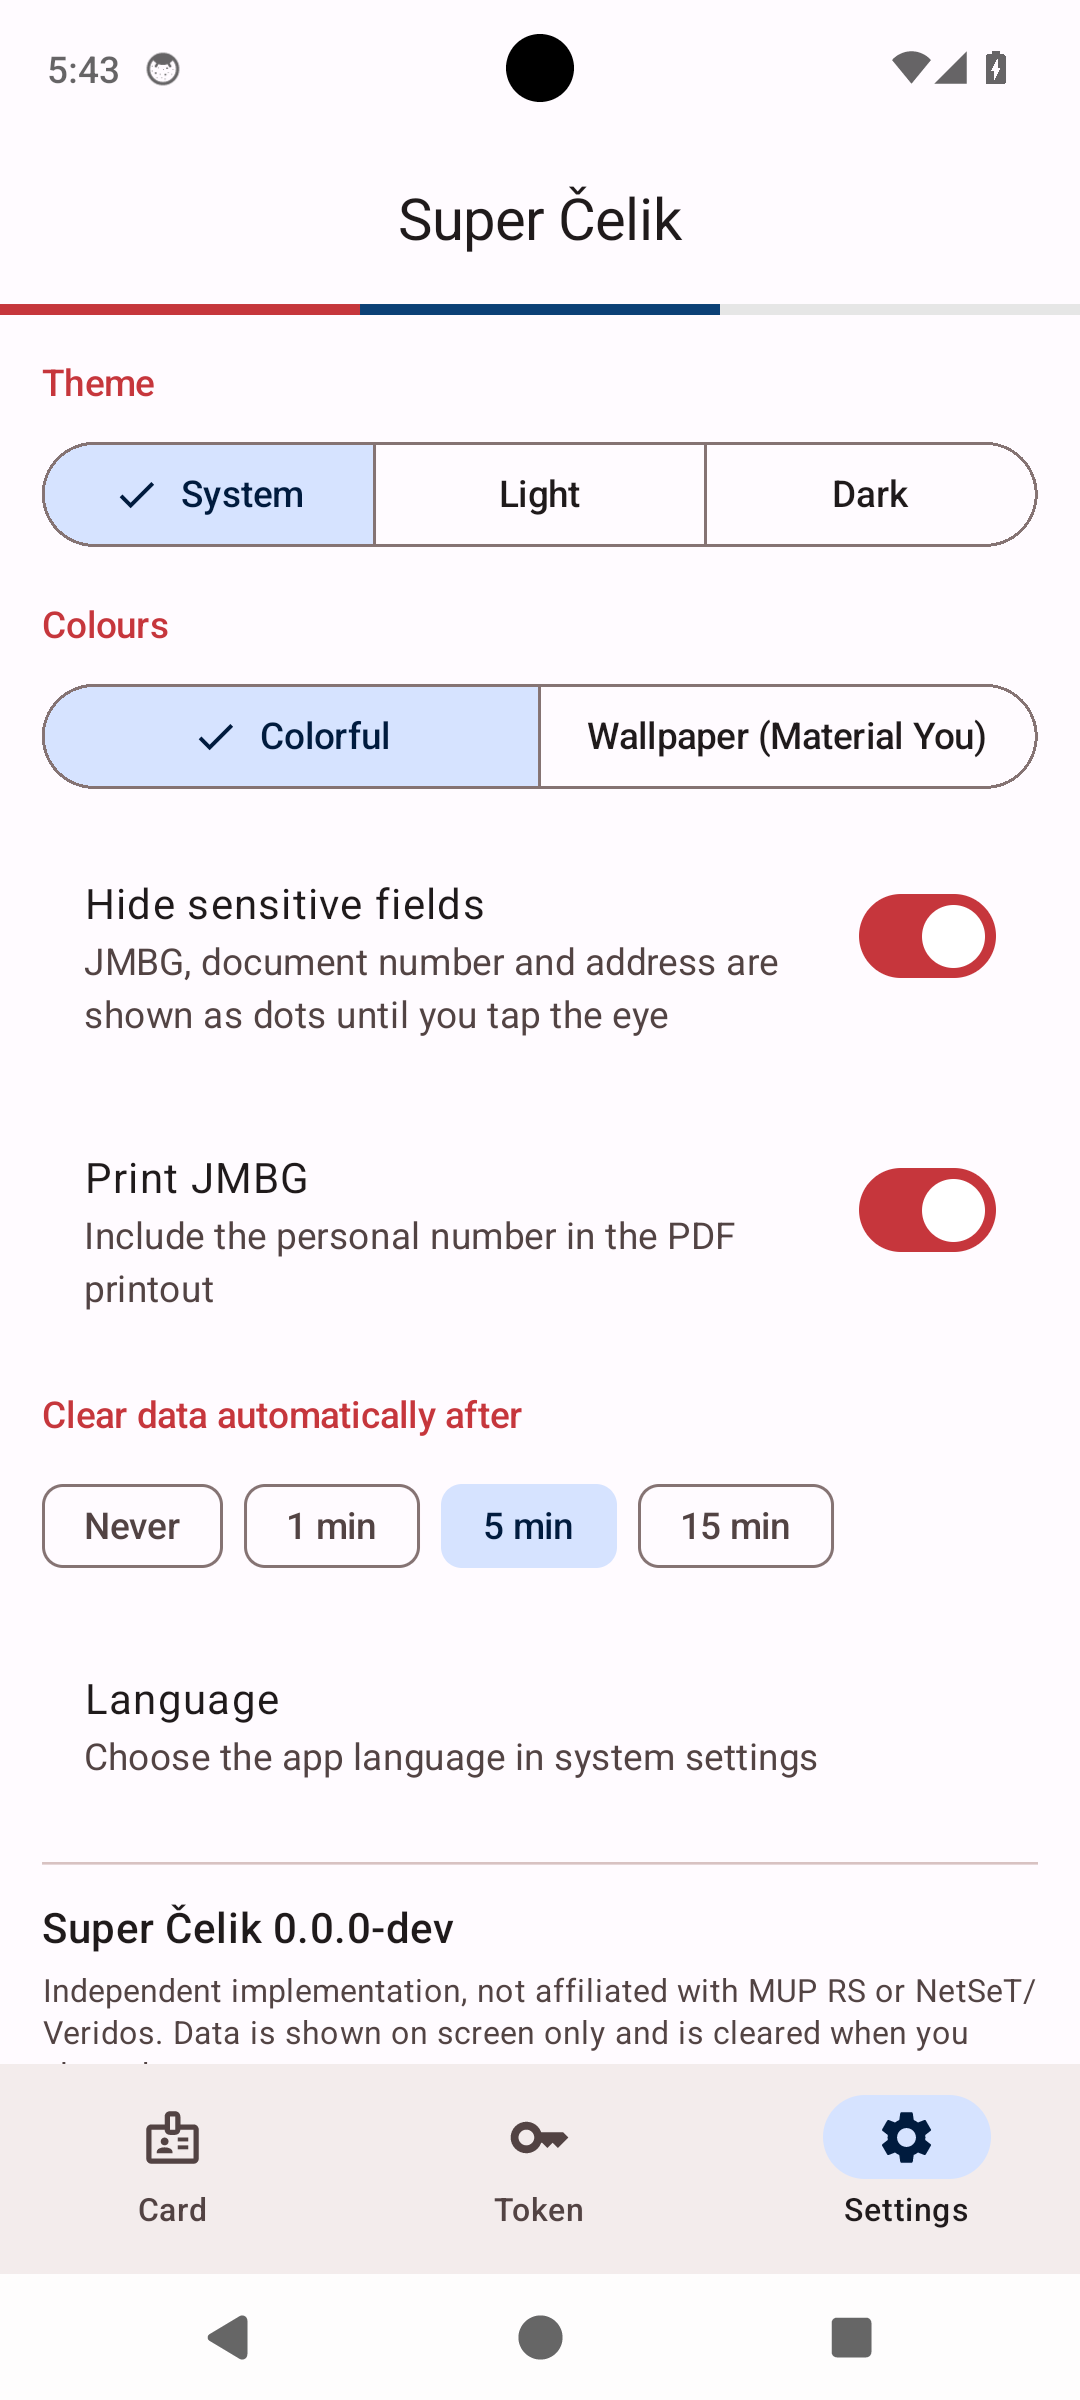 5:43
Super Čelik
Theme
System
Light
Dark
Colours
Colorful
Wallpaper (Material You)
Hide sensitive fields
JMBG, document number and address are
shown as dots until you tap the eye
Print JMBG
Include the personal number in the PDF
printout
Clear data automatically after
Never
1 min
5 min
15 min
Language
Choose the app language in system settings
Super Čelik 0.0.0-dev
Independent implementation, not affiliated with MUP RS or NetSeT/
Veridos. Data is shown on screen only and is cleared when you
Card
Token
Settings